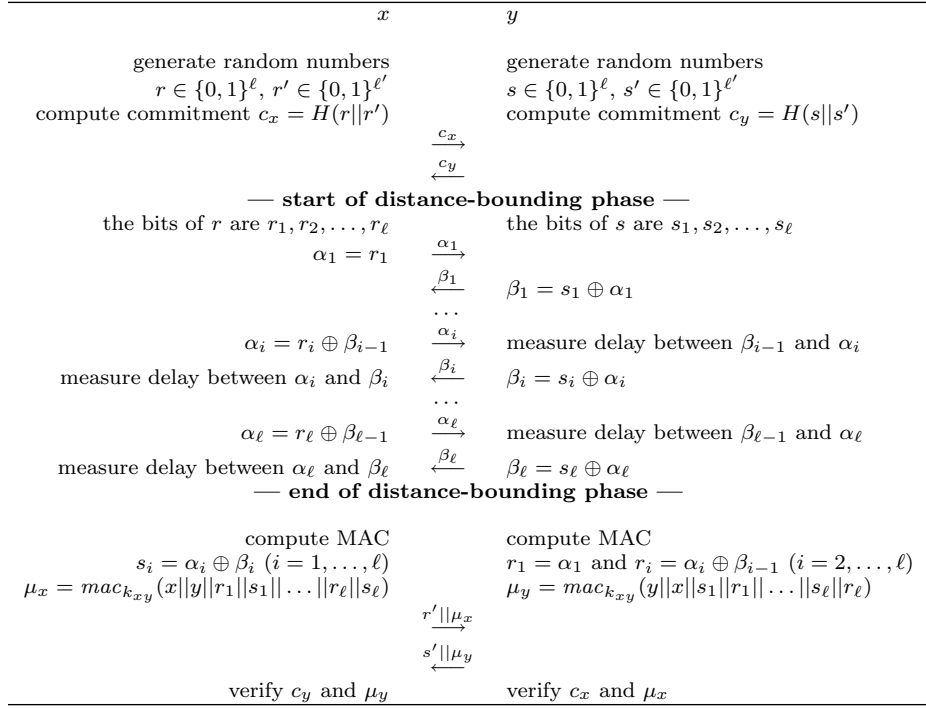 x y
generate random numbers generate random numbers
r ∈ {0, 1}^ℓ, r′ ∈ {0, 1}^ℓ′ s ∈ {0, 1}^ℓ, s′ ∈ {0, 1}^ℓ′
compute commitment c_x = H(r||r′) compute commitment c_y = H(s||s′)
c_x →
c_y ←
— start of distance-bounding phase —
the bits of r are r_1, r_2, . . . , r_ℓ the bits of s are s_1, s_2, . . . , s_ℓ
α_1 = r_1 α_1 →
β_1 ← β_1 = s_1 ⊕ α_1
. . .
α_i = r_i ⊕ β_{i−1} α_i → measure delay between β_{i−1} and α_i
measure delay between α_i and β_i β_i ← β_i = s_i ⊕ α_i
. . .
α_ℓ = r_ℓ ⊕ β_{ℓ−1} α_ℓ → measure delay between β_{ℓ−1} and α_ℓ
measure delay between α_ℓ and β_ℓ β_ℓ ← β_ℓ = s_ℓ ⊕ α_ℓ
— end of distance-bounding phase —
compute MAC compute MAC
s_i = α_i ⊕ β_i (i = 1, . . . , ℓ) r_1 = α_1 and r_i = α_i ⊕ β_{i−1} (i = 2, . . . , ℓ)
μ_x = mac_{k_{xy}}(x||y||r_1||s_1|| . . . ||r_ℓ||s_ℓ) μ_y = mac_{k_{xy}}(y||x||s_1||r_1|| . . . ||s_ℓ||r_ℓ)
r′||μ_x →
s′||μ_y ←
verify c_y and μ_y verify c_x and μ_x